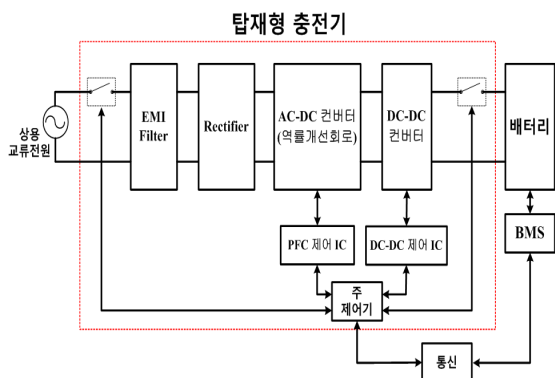 탑재형 충전기
상용
교류전원
EMI
Filter
Rectifier
AC-DC 컨버터
(역률개선회로)
DC-DC
컨버터
배터리
PFC 제어 IC
DC-DC 제어 IC
BMS
주
제어기
통신